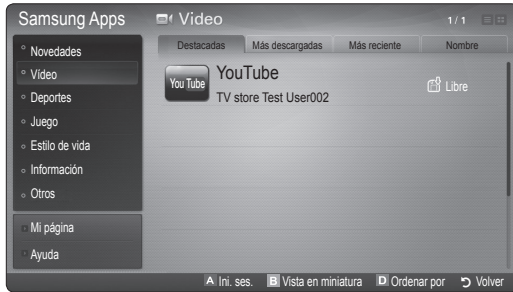 Samsung Apps
Video
1/1
Novedades
Vídeo
Deportes
Juego
Estilo de vida
Información
Otros
Mi página
Ayuda
Destacadas
Más descargadas
Más reciente
Nombre
You Tube
YouTube
TV store Test User002
Libre
A Ini. ses.
B Vista en miniatura
D Ordenar por
Volver